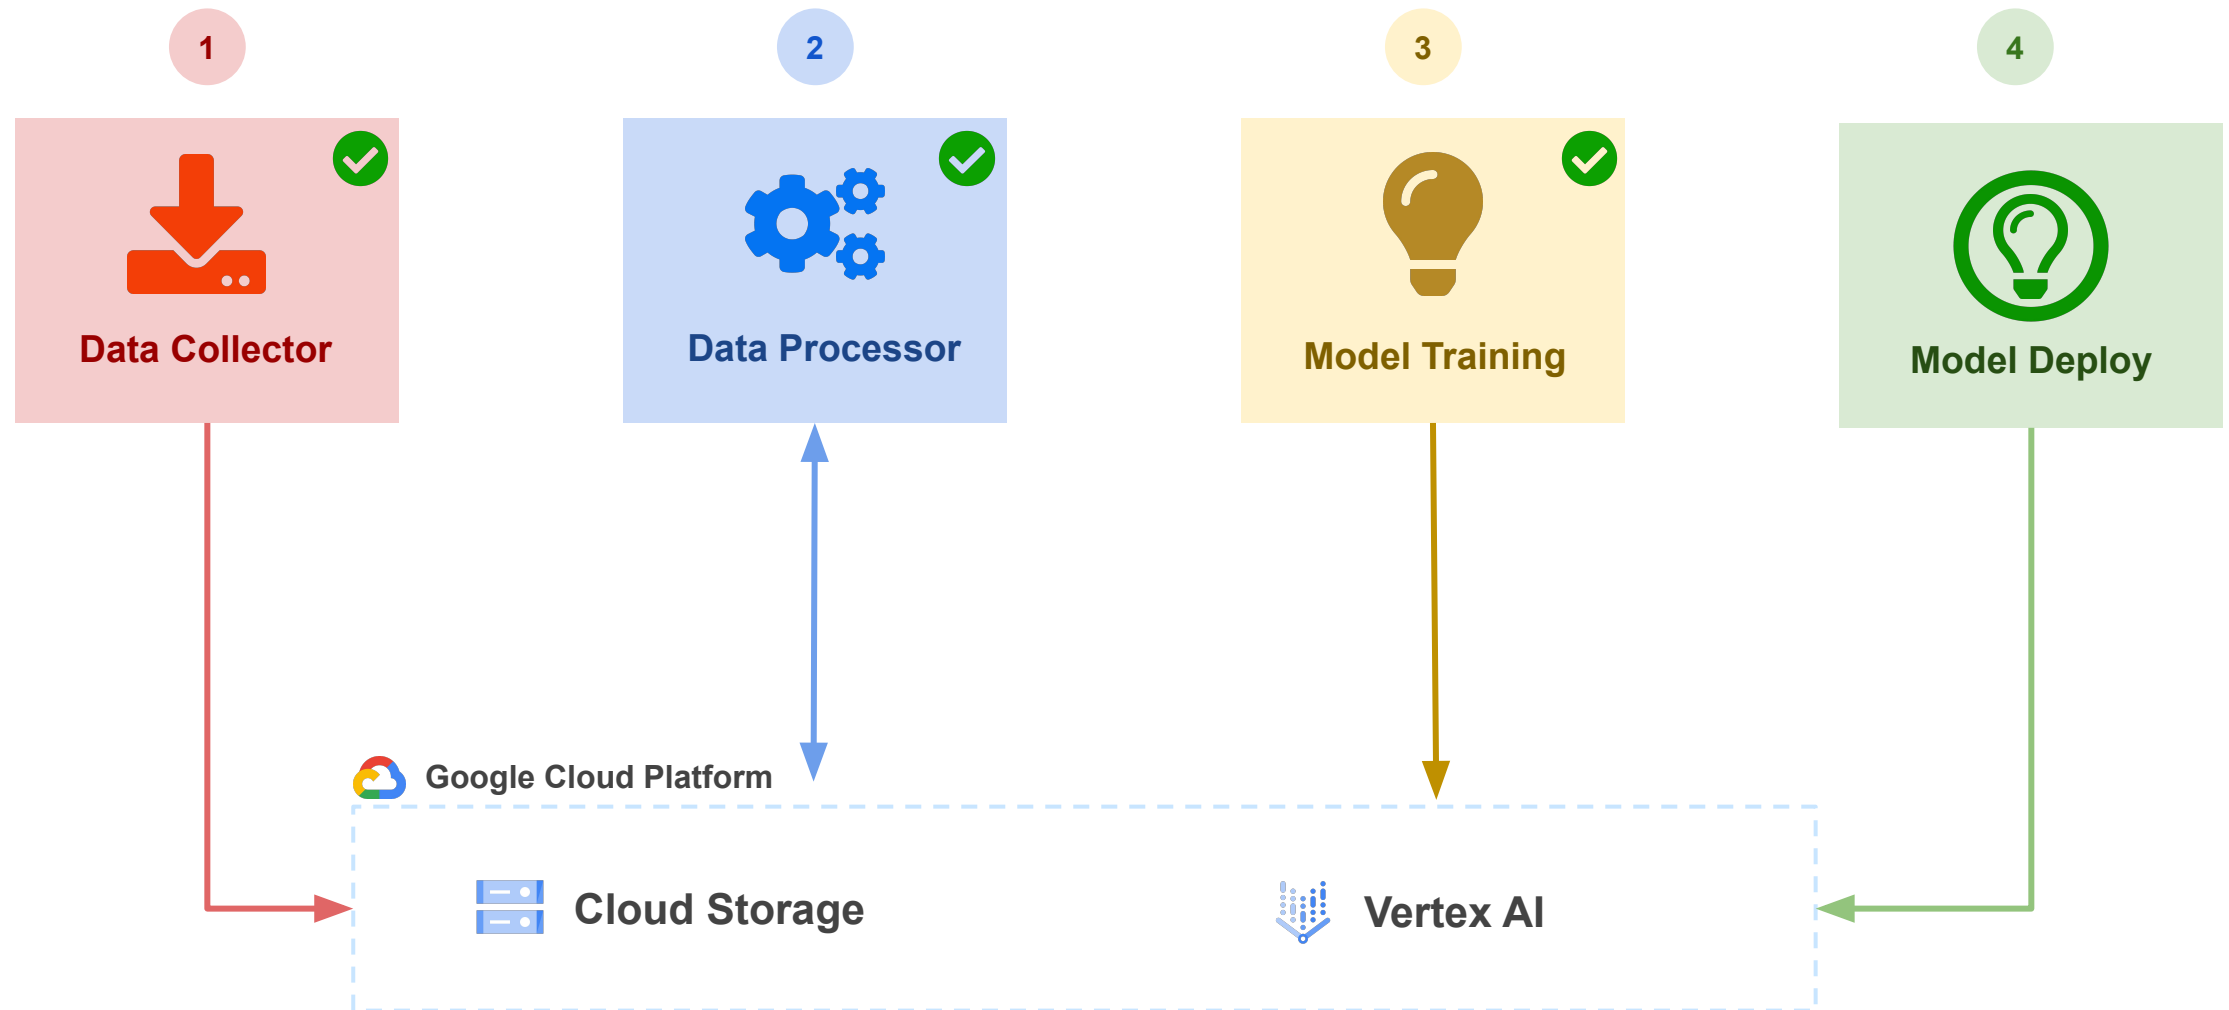 1
2
3
4
Data Collector
Data Processor
Model Training
Model Deploy
Google Cloud Platform
Cloud Storage
Vertex AI